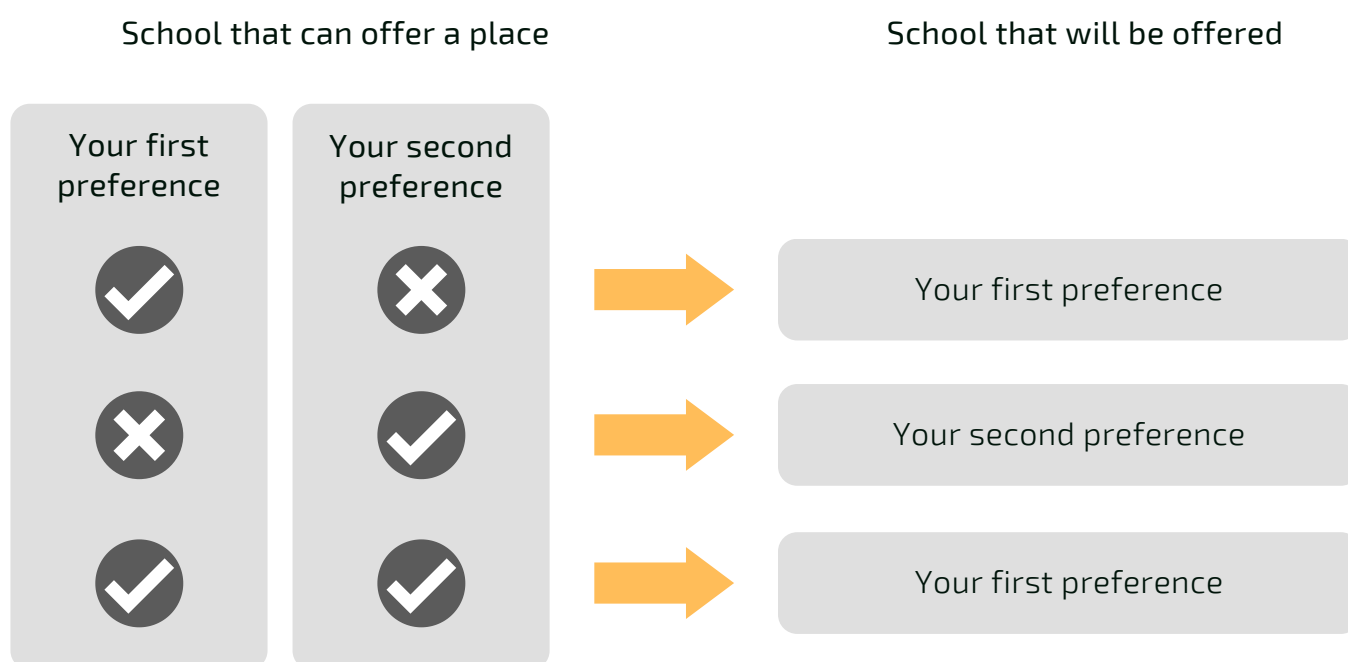 School that can offer a place
School that will be offered
Your first
preference
Your second
preference
Your first preference
Your second preference
Your first preference